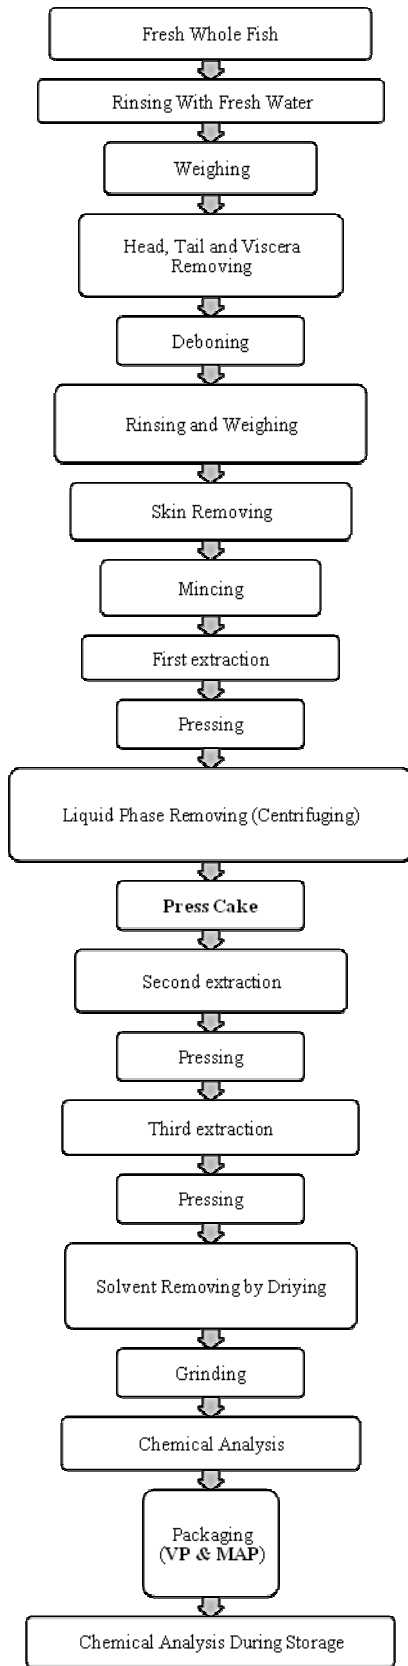 Fresh Whole Fish
Rinsing With Fresh Water
Weighing
Head, Tail and Viscera
Removing
Deboning
Rinsing and Weighing
Skin Removing
Mincing
First extraction
Pressing
Liquid Phase Removing (Centrifuging)
Press Cake
Second extraction
Pressing
Third extraction
Pressing
Solvent Removing by Driying
Grinding
Chemical Analysis
Packaging
(VP & MAP)
Chemical Analysis During Storage